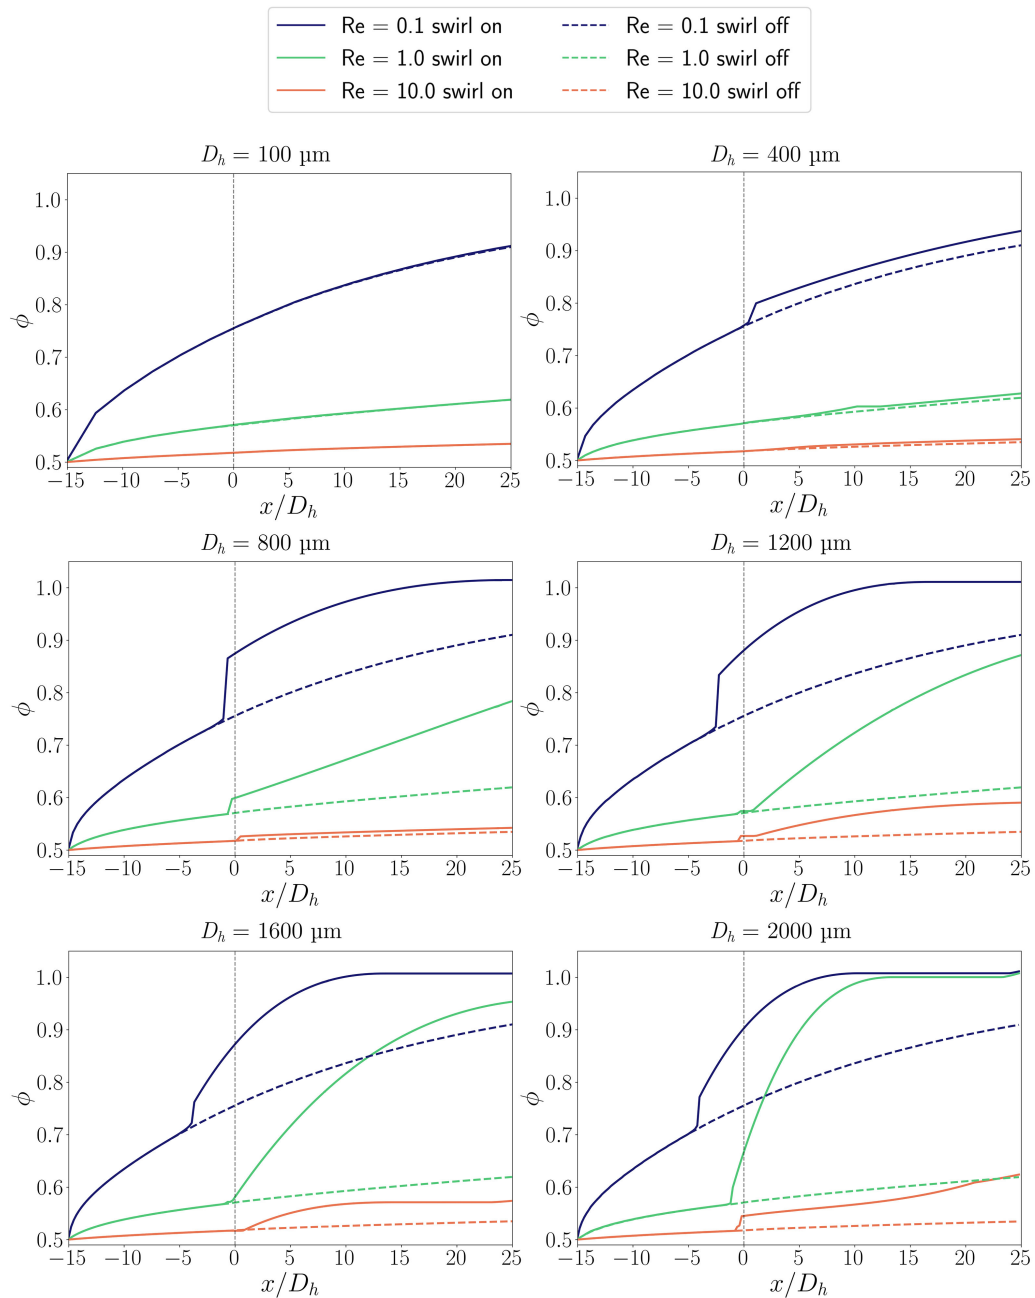 Re = 0.1 swirl on
Re = 0.1 swirl off
Re = 1.0 swirl on
Re = 1.0 swirl off
Re = 10.0 swirl on
Re = 10.0 swirl off
D_h = 100 µm
D_h = 400 µm
1.0
0.9
0.8
0.7
0.6
0.5
ϕ
−15 −10 −5 0 5 10 15 20 25
x/D_h
1.0
0.9
0.8
0.7
0.6
0.5
ϕ
−15 −10 −5 0 5 10 15 20 25
x/D_h
D_h = 800 µm
D_h = 1200 µm
1.0
0.9
0.8
0.7
0.6
0.5
ϕ
−15 −10 −5 0 5 10 15 20 25
x/D_h
1.0
0.9
0.8
0.7
0.6
0.5
ϕ
−15 −10 −5 0 5 10 15 20 25
x/D_h
D_h = 1600 µm
D_h = 2000 µm
1.0
0.9
0.8
0.7
0.6
0.5
ϕ
−15 −10 −5 0 5 10 15 20 25
x/D_h
1.0
0.9
0.8
0.7
0.6
0.5
ϕ
−15 −10 −5 0 5 10 15 20 25
x/D_h